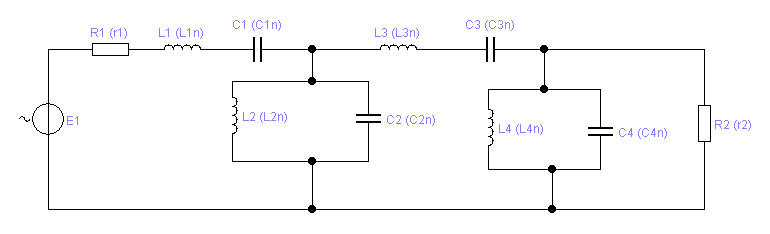 R1 (r1)
L1 (L1n)
C1 (C1n)
L3 (L3n)
C3 (C3n)
E1
L2 (L2n)
C2 (C2n)
L4 (L4n)
C4 (C4n)
R2 (r2)